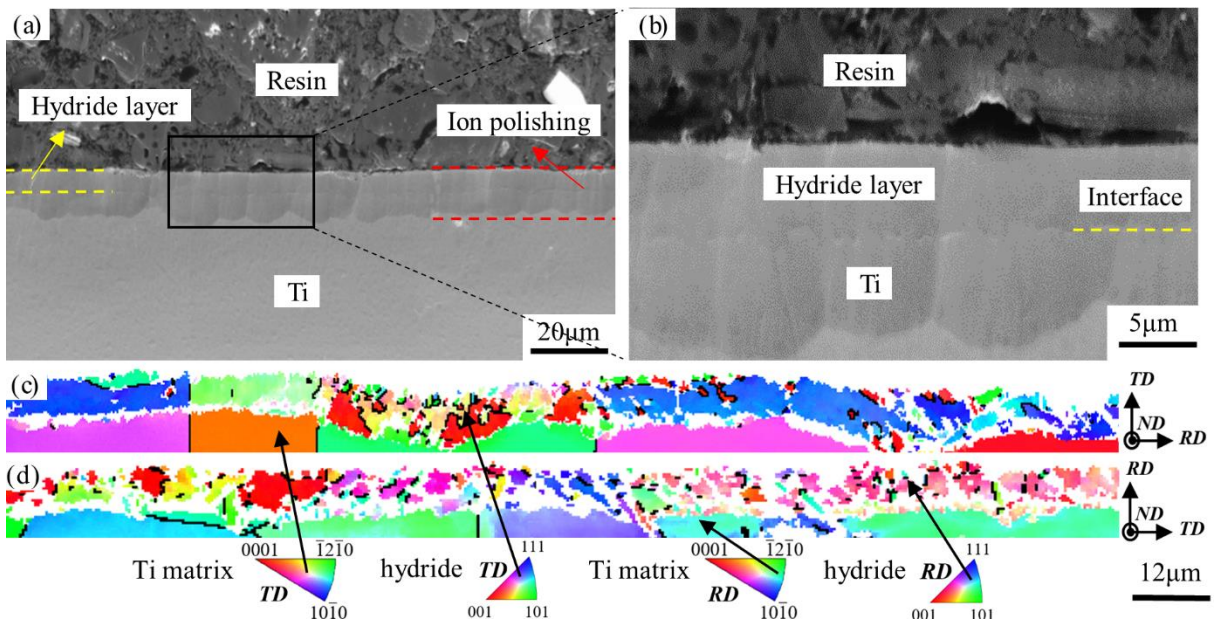 (a)
Resin
Hydride layer
Ion polishing
Ti
20μm
(b)
Resin
Hydride layer
Interface
Ti
5μm
(c)
TD
ND
RD
(d)
RD
ND
TD
Ti matrix
0001 1̄21̄0
TD
101̄0
hydride
TD
111
001 101
Ti matrix
0001 1̄21̄0
RD
101̄0
hydride
RD
111
001 101
12μm